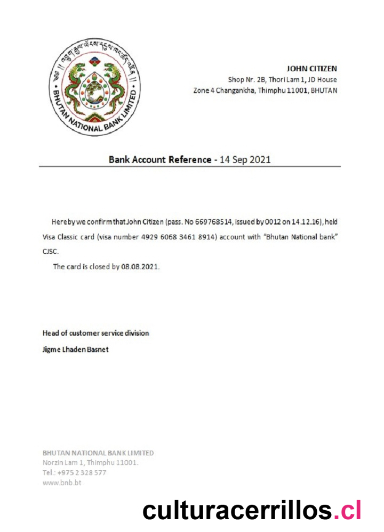 BHUTAN NATIONAL BANK LIMITED
JOHN CITIZEN
Shop Nr. 2B, Thori Lam 1, JD House
Zone 4 Changankha, Thimphu 11001, BHUTAN
Bank Account Reference - 14 Sep 2021
Hereby we confirm that John Citizen (pass. No 669768514, issued by 0012 on 14.12.16), held
Visa Classic card (visa number 4929 6068 3461 8914) account with “Bhutan National bank”
CJSC.
The card is closed by 08.08.2021.
Head of customer service division
Jigme Lhaden Basnet
BHUTAN NATIONAL BANK LIMITED
Norzin Lam 1, Thimphu 11001.
Tel.: +975 2 328 577
www.bnb.bt
culturacerrillos.cl